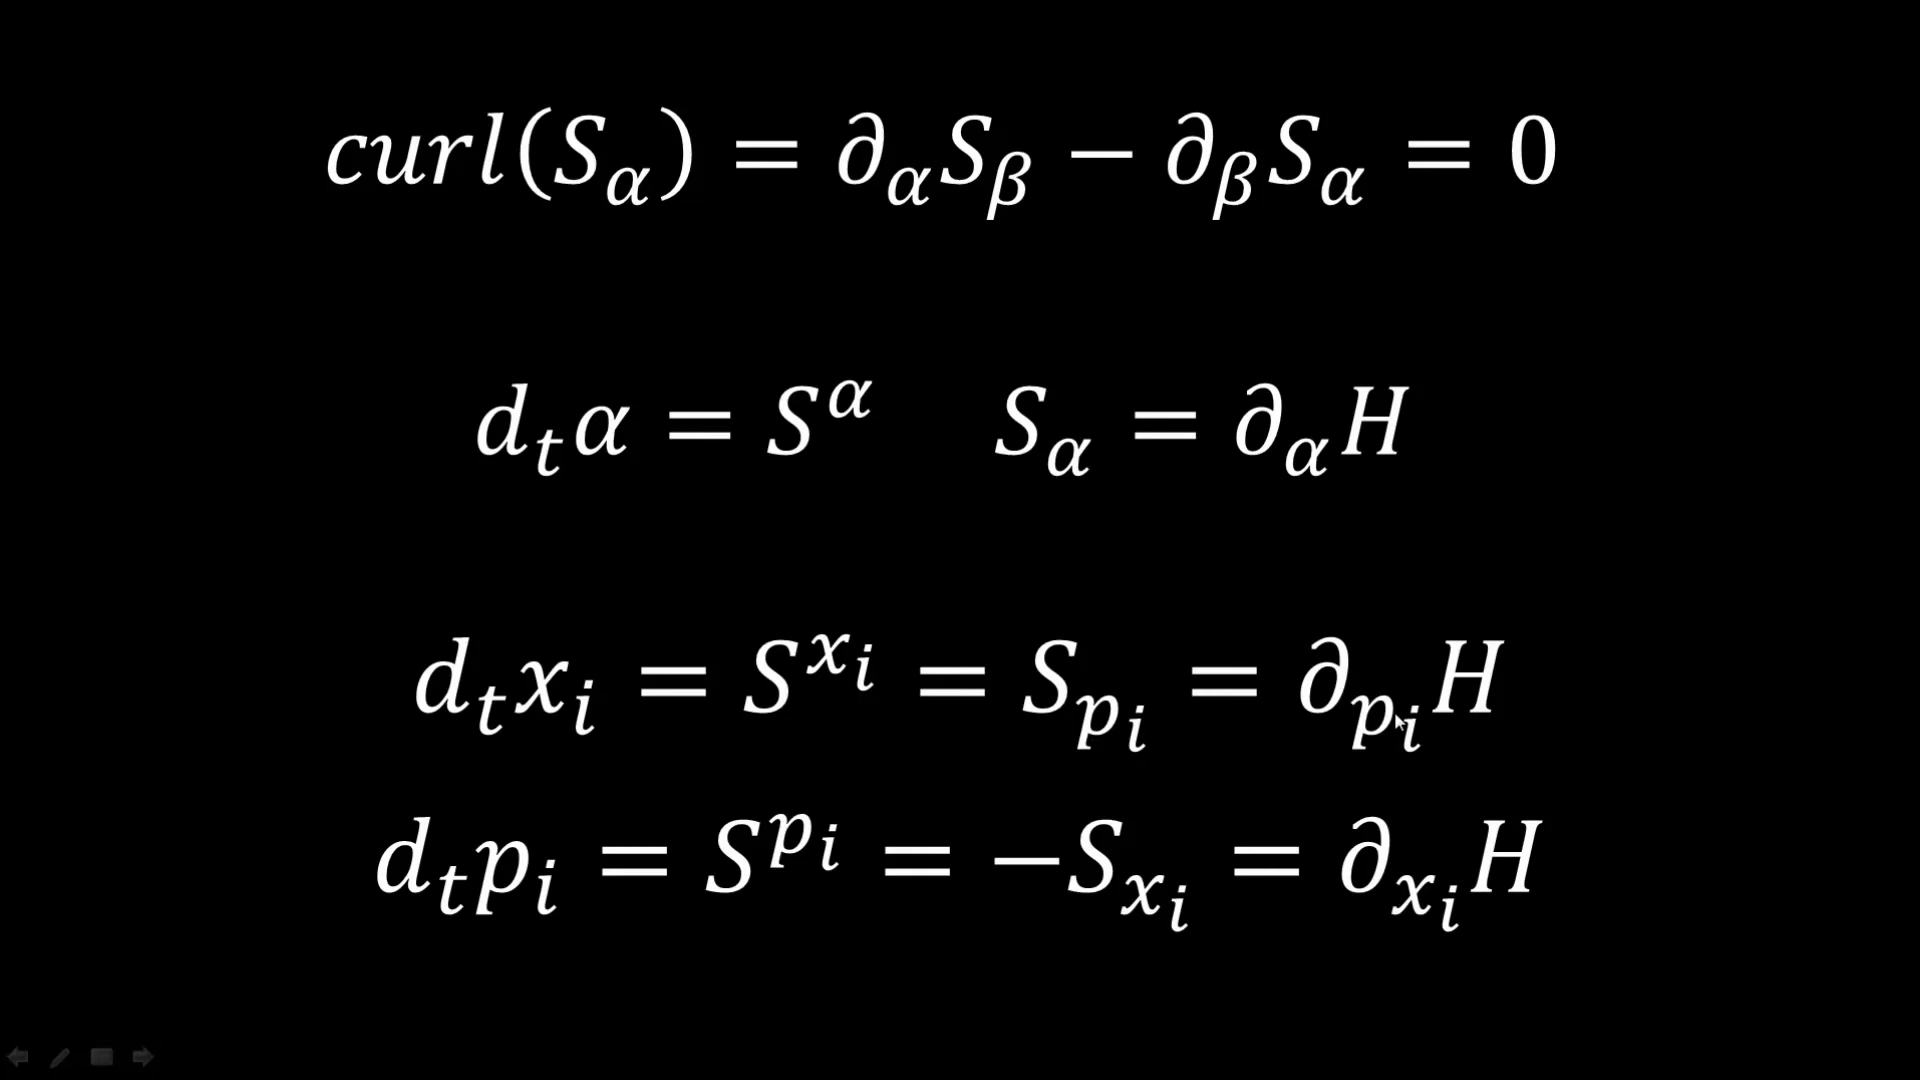 curl(S_α) = ∂_α S_β − ∂_β S_α = 0
d_t α = S^α S_α = ∂_α H
d_t x_i = S^{x_i} = S_{p_i} = ∂_{p_i} H
d_t p_i = S^{p_i} = −S_{x_i} = ∂_{x_i} H